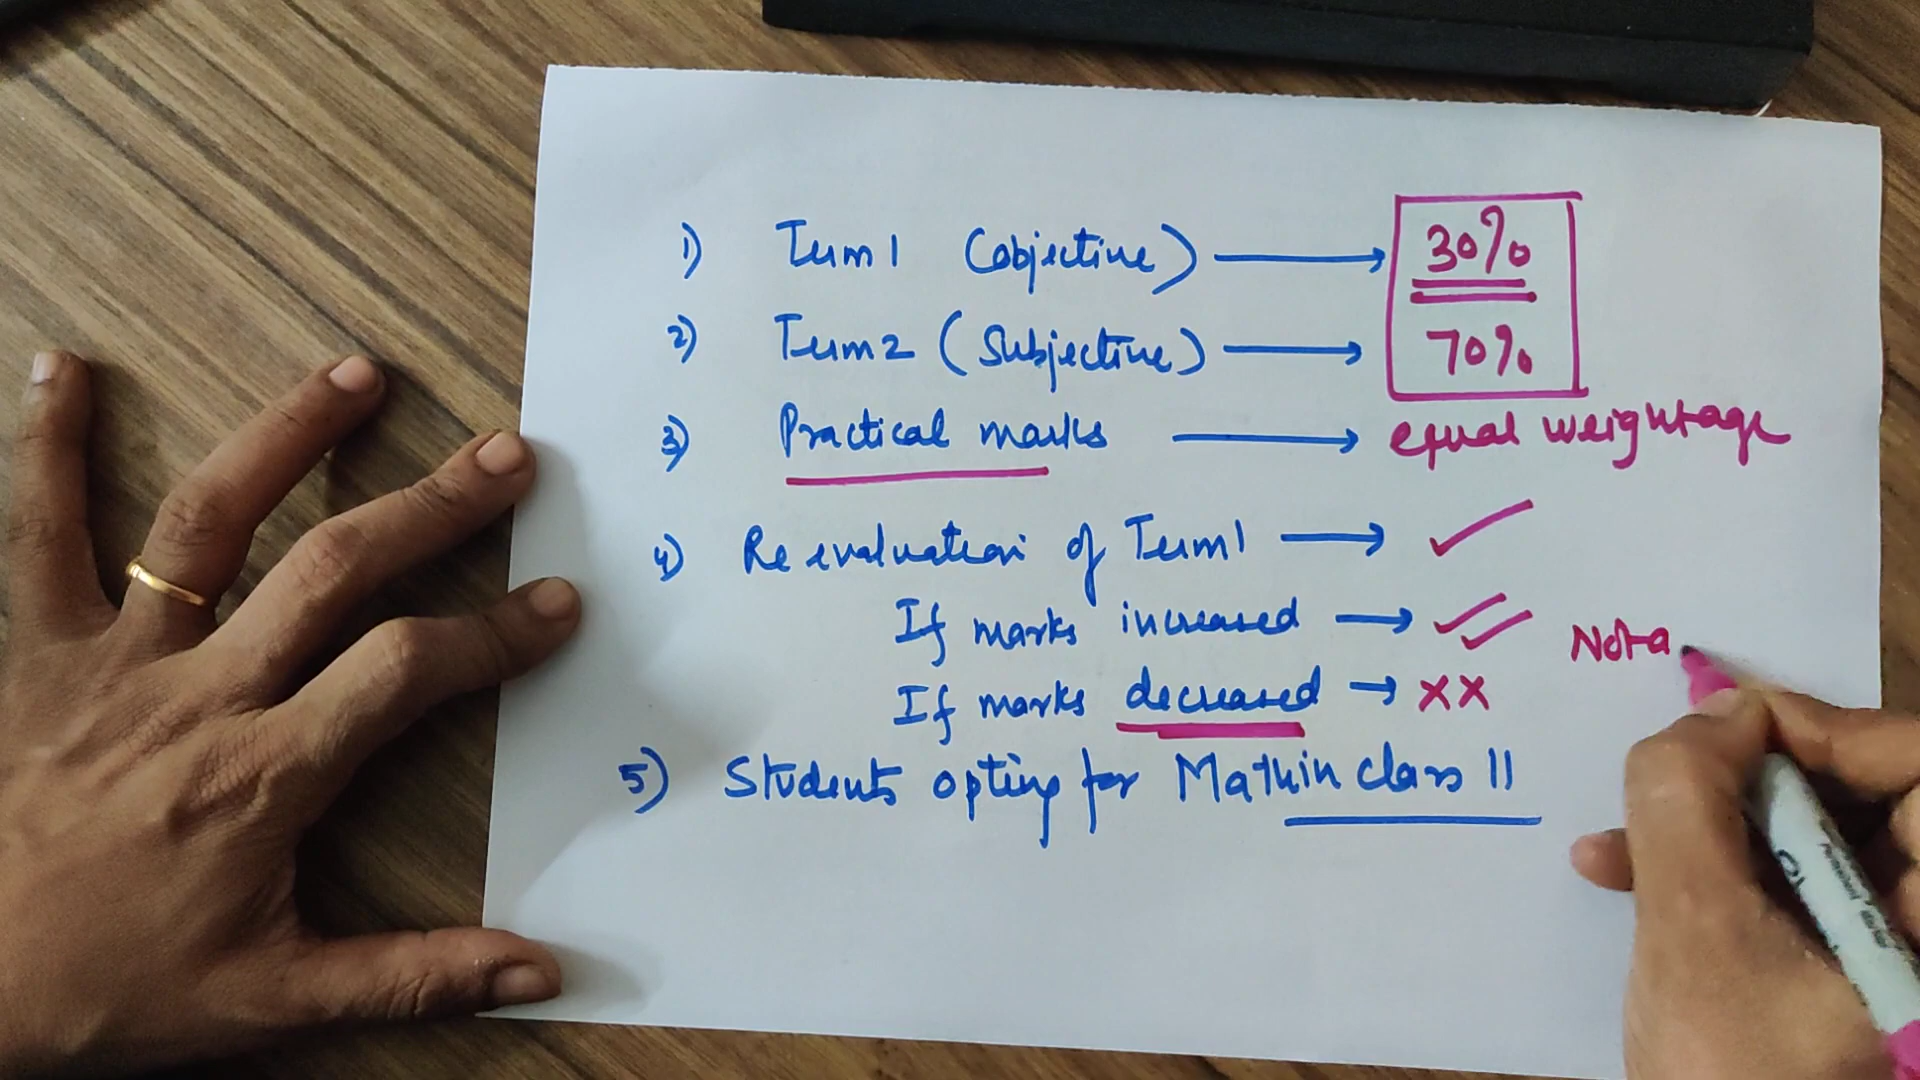 1) Term 1 (objective) → 30%
2) Term 2 (Subjective) → 70%
3) Practical marks → equal weightage
4) Re evaluation of Term 1 → ✓
If marks increased → ✓✓
If marks decreased → xx Not a
5) Students opting for Math in class 11